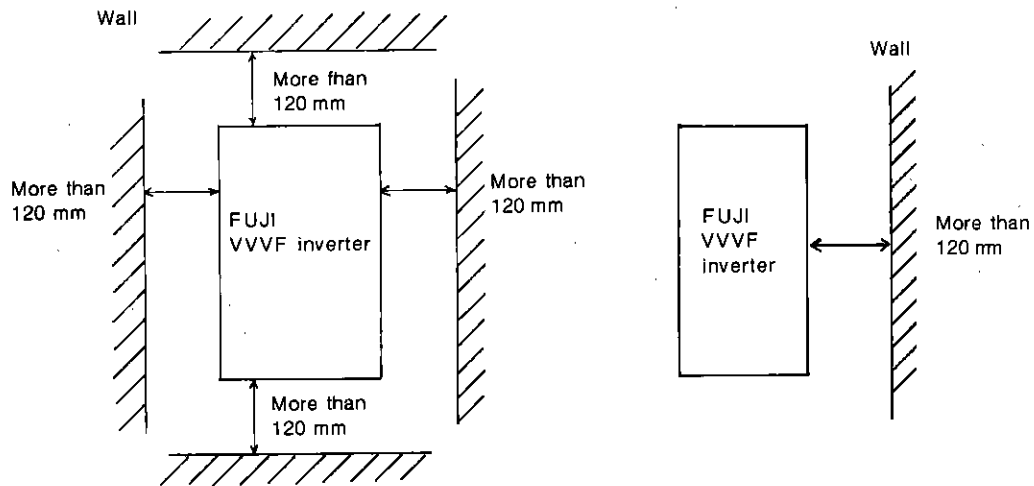 Wall
More fhan
120 mm
More than
120 mm
FUJI
VVVF inverter
More than
120 mm
More than
120 mm
Wall
FUJI
VVVF
inverter
More than
120 mm